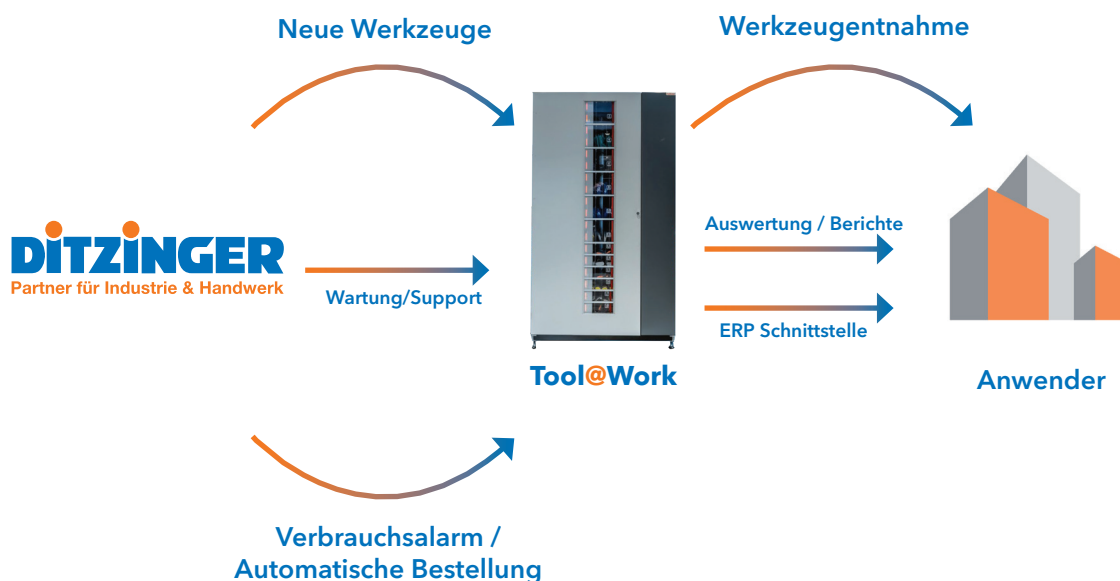 Neue Werkzeuge
Werkzeugentnahme
Auswertung / Berichte
DITZINGER
Partner für Industrie & Handwerk
Wartung/Support
ERP Schnittstelle
Tool@Work
Anwender
Verbrauchsalarm /
Automatische Bestellung